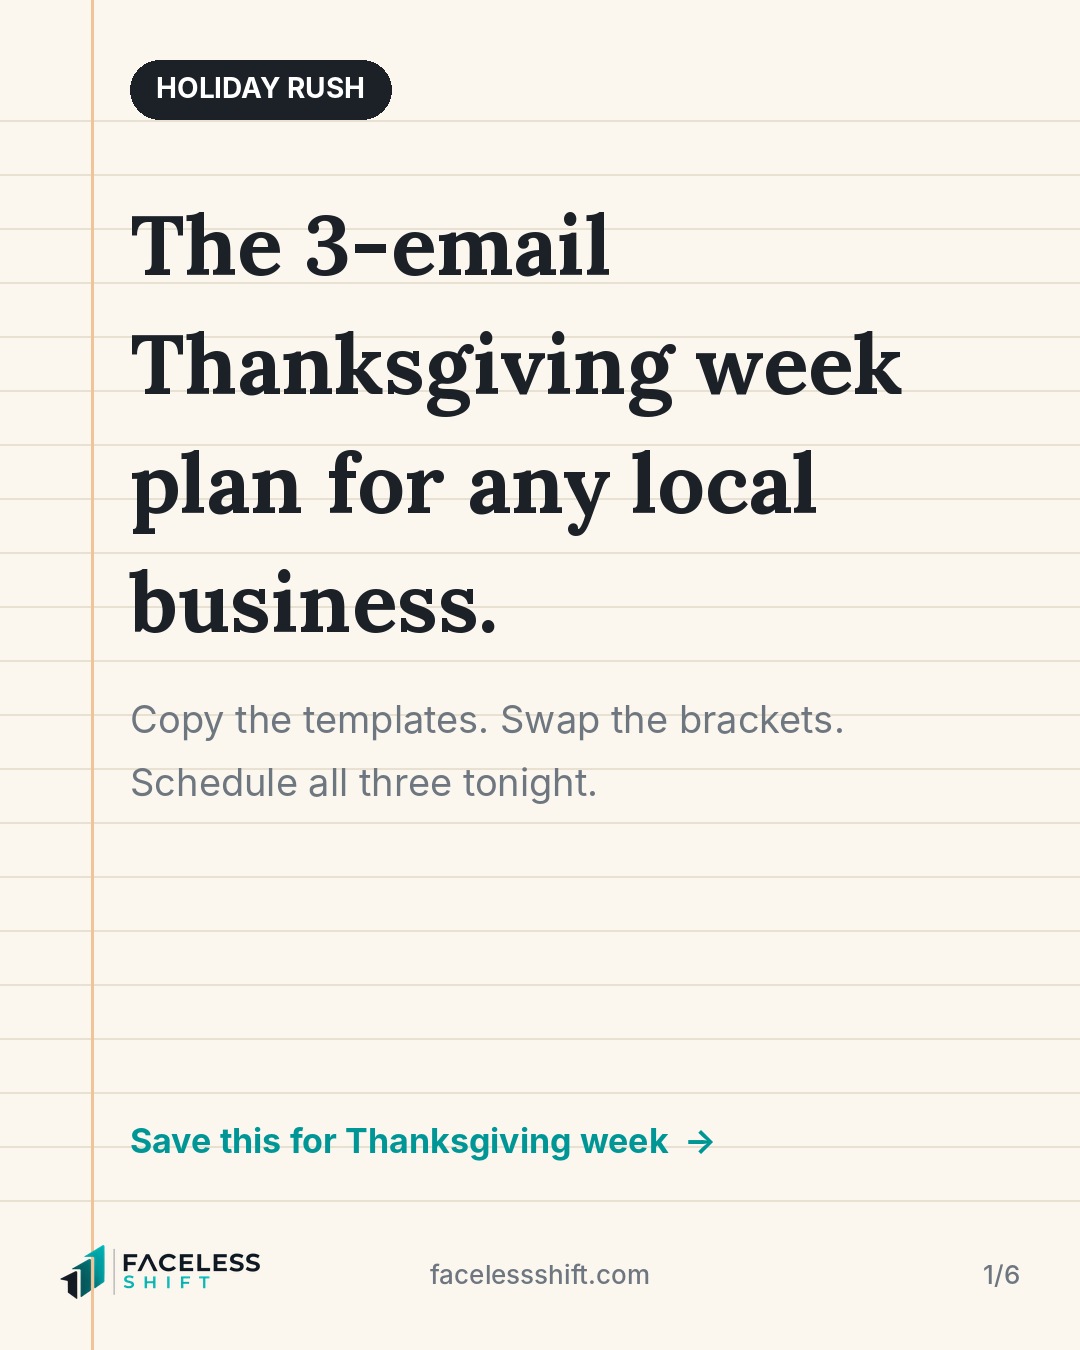 HOLIDAY RUSH
The 3-email
Thanksgiving week
plan for any local
business.
Copy the templates. Swap the brackets.
Schedule all three tonight.
Save this for Thanksgiving week →
FACELESS
SHIFT
facelessshift.com
1/6